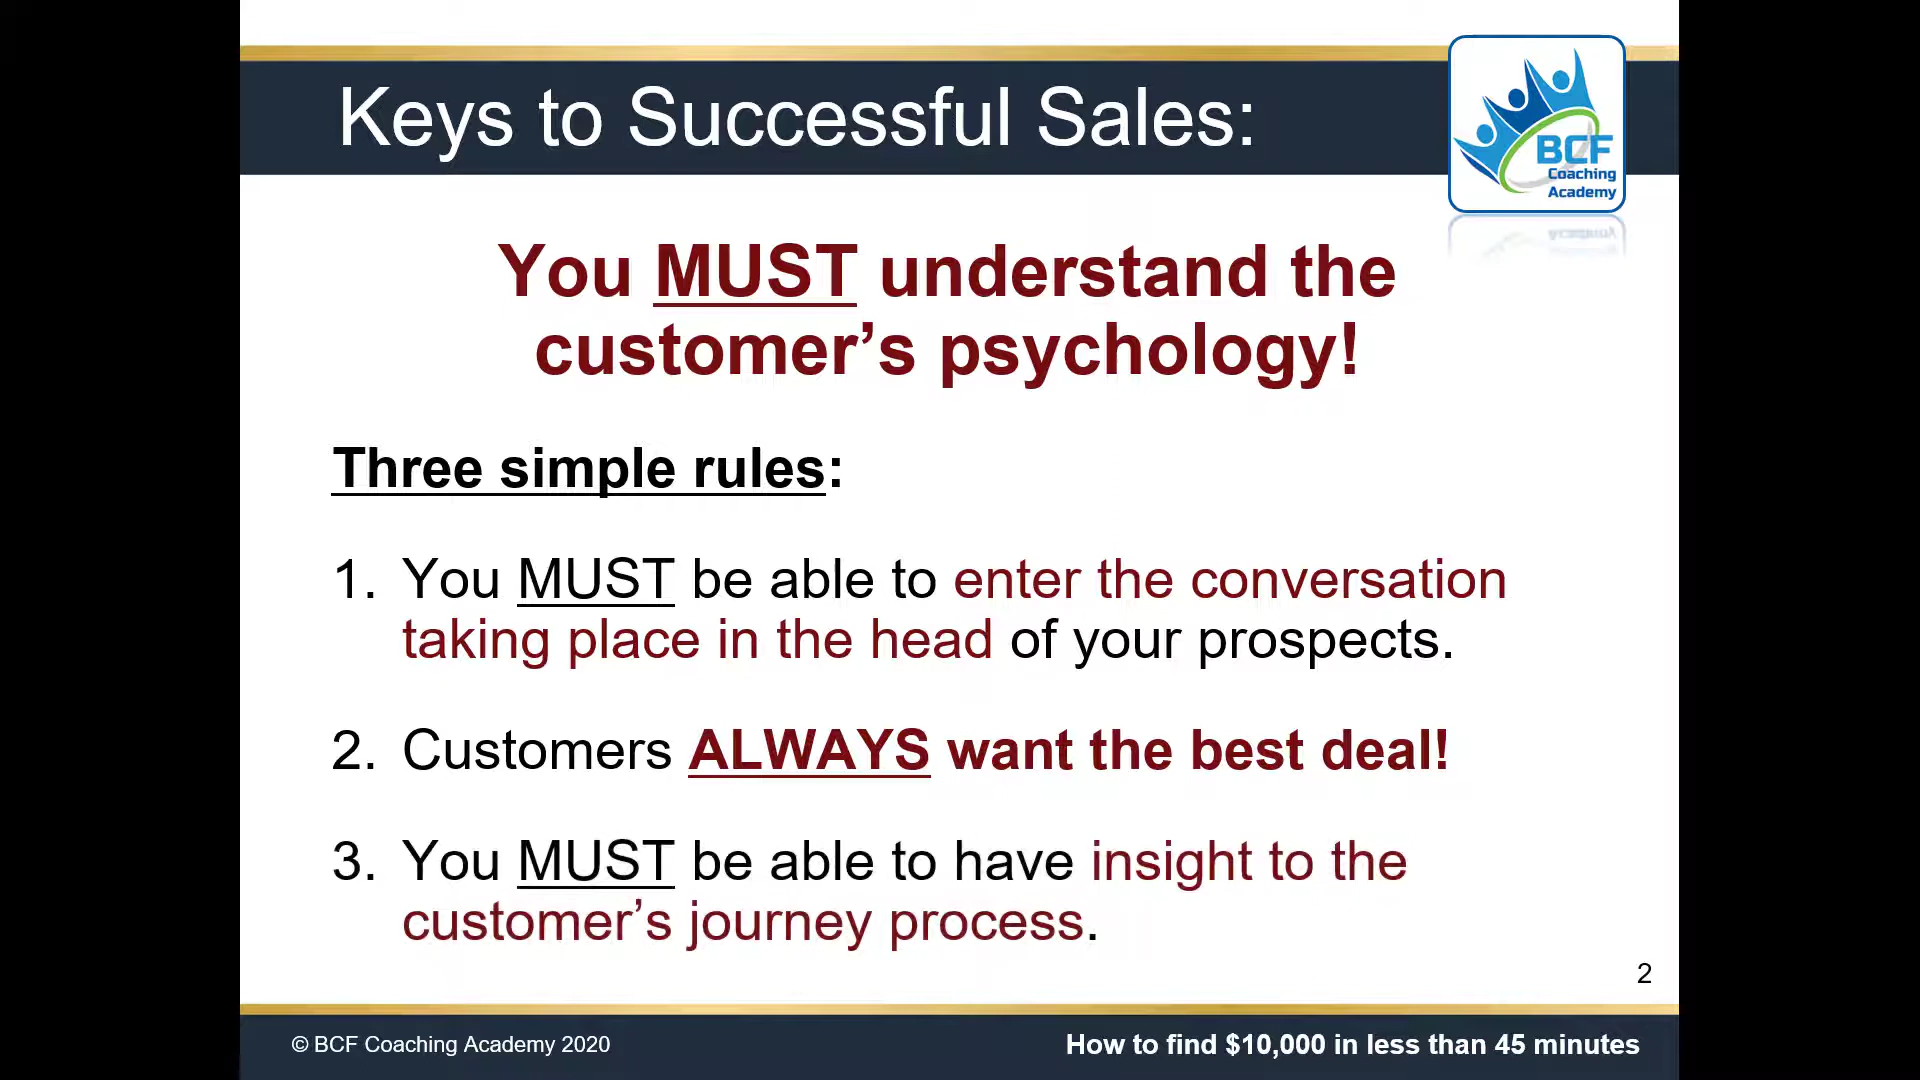 Keys to Successful Sales:
BCF
Coaching
Academy
You MUST understand the
customer’s psychology!
Three simple rules:
1. You MUST be able to enter the conversation
taking place in the head of your prospects.
2. Customers ALWAYS want the best deal!
3. You MUST be able to have insight to the
customer’s journey process.
2
© BCF Coaching Academy 2020
How to find $10,000 in less than 45 minutes